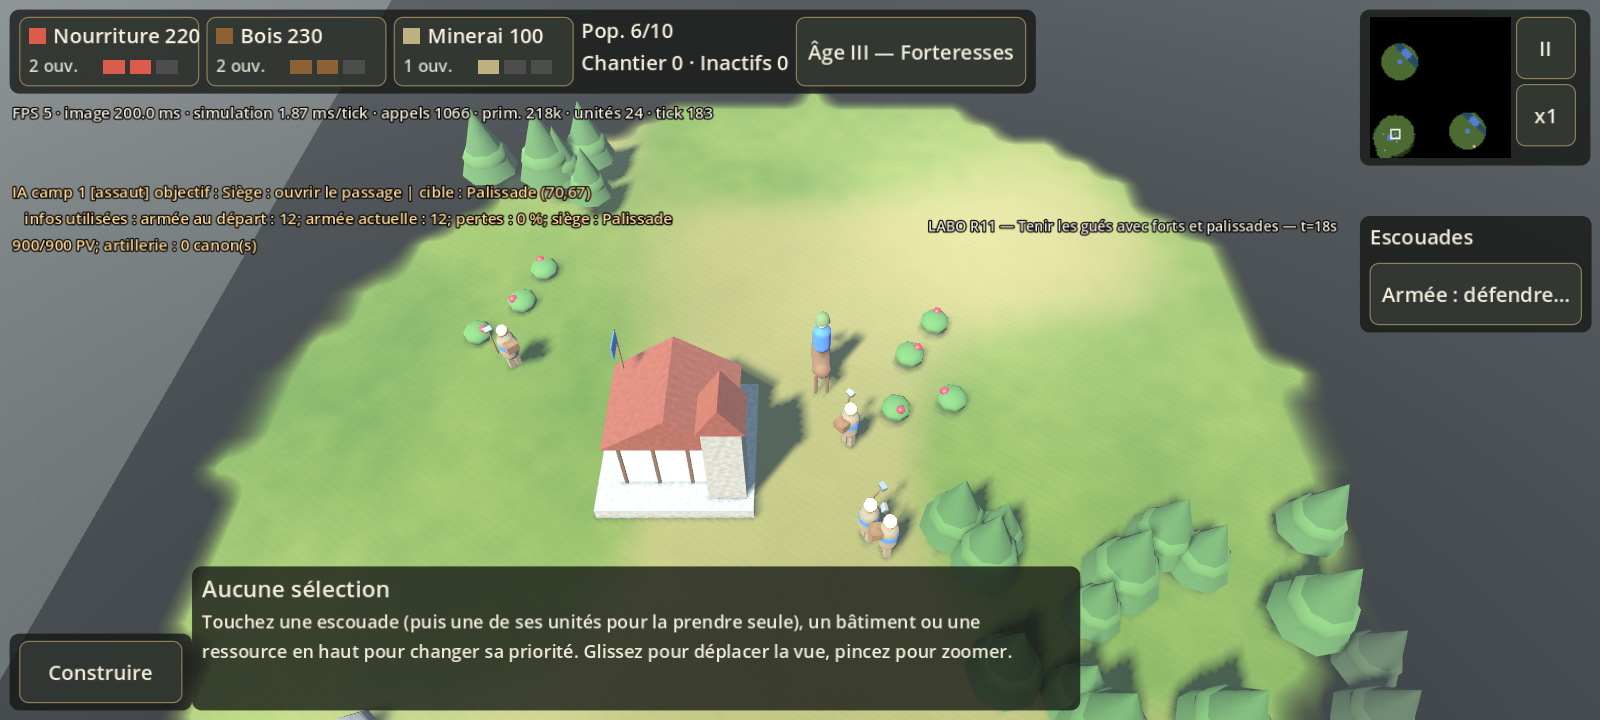 Nourriture 220
2 ouv.
Bois 230
2 ouv.
Minerai 100
1 ouv.
Pop. 6/10
Chantier 0 · Inactifs 0
Âge III — Forteresses
II
x1
FPS 5 · image 200.0 ms · simulation 1.87 ms/tick · appels 1066 · prim. 218k · unités 24 · tick 183
IA camp 1 [assaut] objectif : Siège : ouvrir le passage | cible : Palissade (70,67)
infos utilisées : armée au départ : 12; armée actuelle : 12; pertes : 0 %; siège : Palissade
900/900 PV; artillerie : 0 canon(s)
LABO R11 — Tenir les gués avec forts et palissades — t=18s
Escouades
Armée : défendre...
Aucune sélection
Touchez une escouade (puis une de ses unités pour la prendre seule), un bâtiment ou une
ressource en haut pour changer sa priorité. Glissez pour déplacer la vue, pincez pour zoomer.
Construire